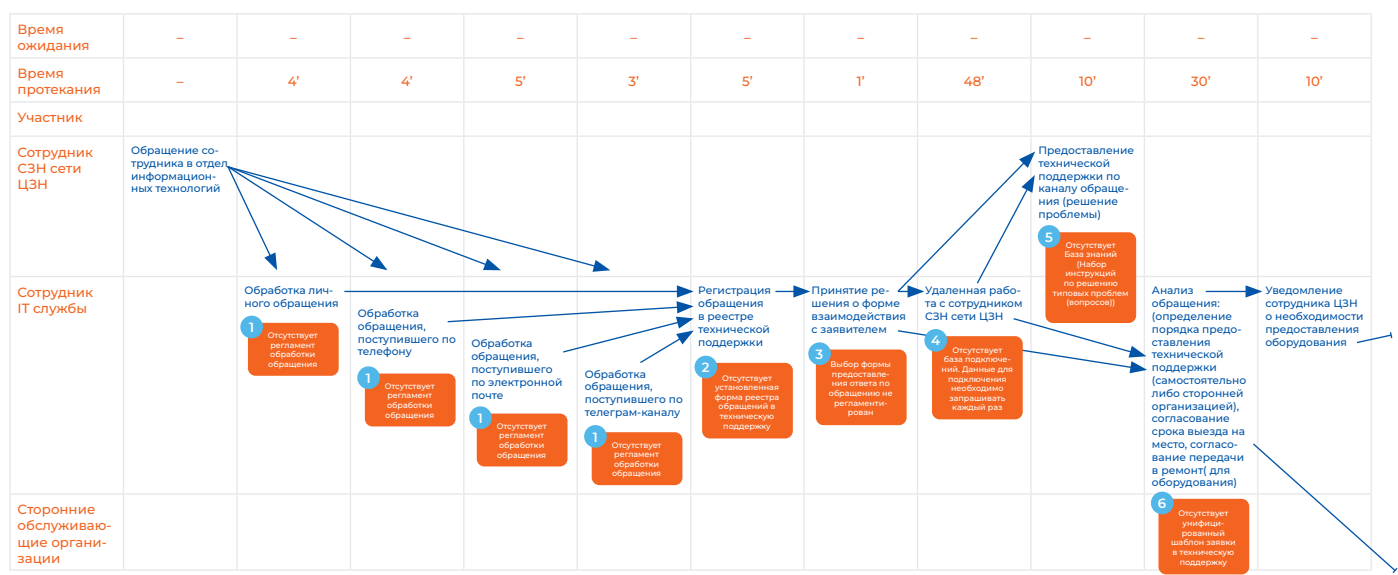 Время
ожидания
– – – – – – – – – – –
Время
протекания
– 4’ 4’ 5’ 3’ 5’ 1’ 48’ 10’ 30’ 10’
Участник
Сотрудник
СЗН сети
ЦЗН
Обращение со-
трудника в отдел
информацион-
ных технологий
Предоставление
технической
поддержки по
каналу обраще-
ния (решение
проблемы)
5
Отсутствует
База знаний
(Набор
инструкций
по решению
типовых проблем
(вопросов))
Сотрудник
IT службы
Обработка лич-
ного обращения
1
Отсутствует
регламент
обработки
обращения
Обработка
обращения,
поступившего по
телефону
1
Отсутствует
регламент
обработки
обращения
Обработка
обращения,
поступившего
по электронной
почте
1
Отсутствует
регламент
обработки
обращения
Обработка
обращения,
поступившего по
телеграм-каналу
1
Отсутствует
регламент
обработки
обращения
Регистрация
обращения
в реестре
технической
поддержки
2
Отсутствует
установленная
форма реестра
обращений в
техническую
поддержку
Принятие ре-
шения о форме
взаимодействия
с заявителем
3
Выбор формы
предоставле-
ния ответа по
обращению не
регламенти-
рован
Удаленная рабо-
та с сотрудником
СЗН сети ЦЗН
4
Отсутствует
база подключе-
ний. Данные для
подключения
необходимо
запрашивать
каждый раз
Анализ
обращения:
(определение
порядка предо-
ставления
технической
поддержки
(самостоятельно
либо сторонней
организацией),
согласование
срока выезда на
место, согласо-
вание передачи
в ремонт( для
оборудования)
Уведомление
сотрудника ЦЗН
о необходимости
предоставления
оборудования
Сторонние
обслуживаю-
щие органи-
зации
6
Отсутствует
унифици-
рованный
шаблон заявки
в техническую
поддержку